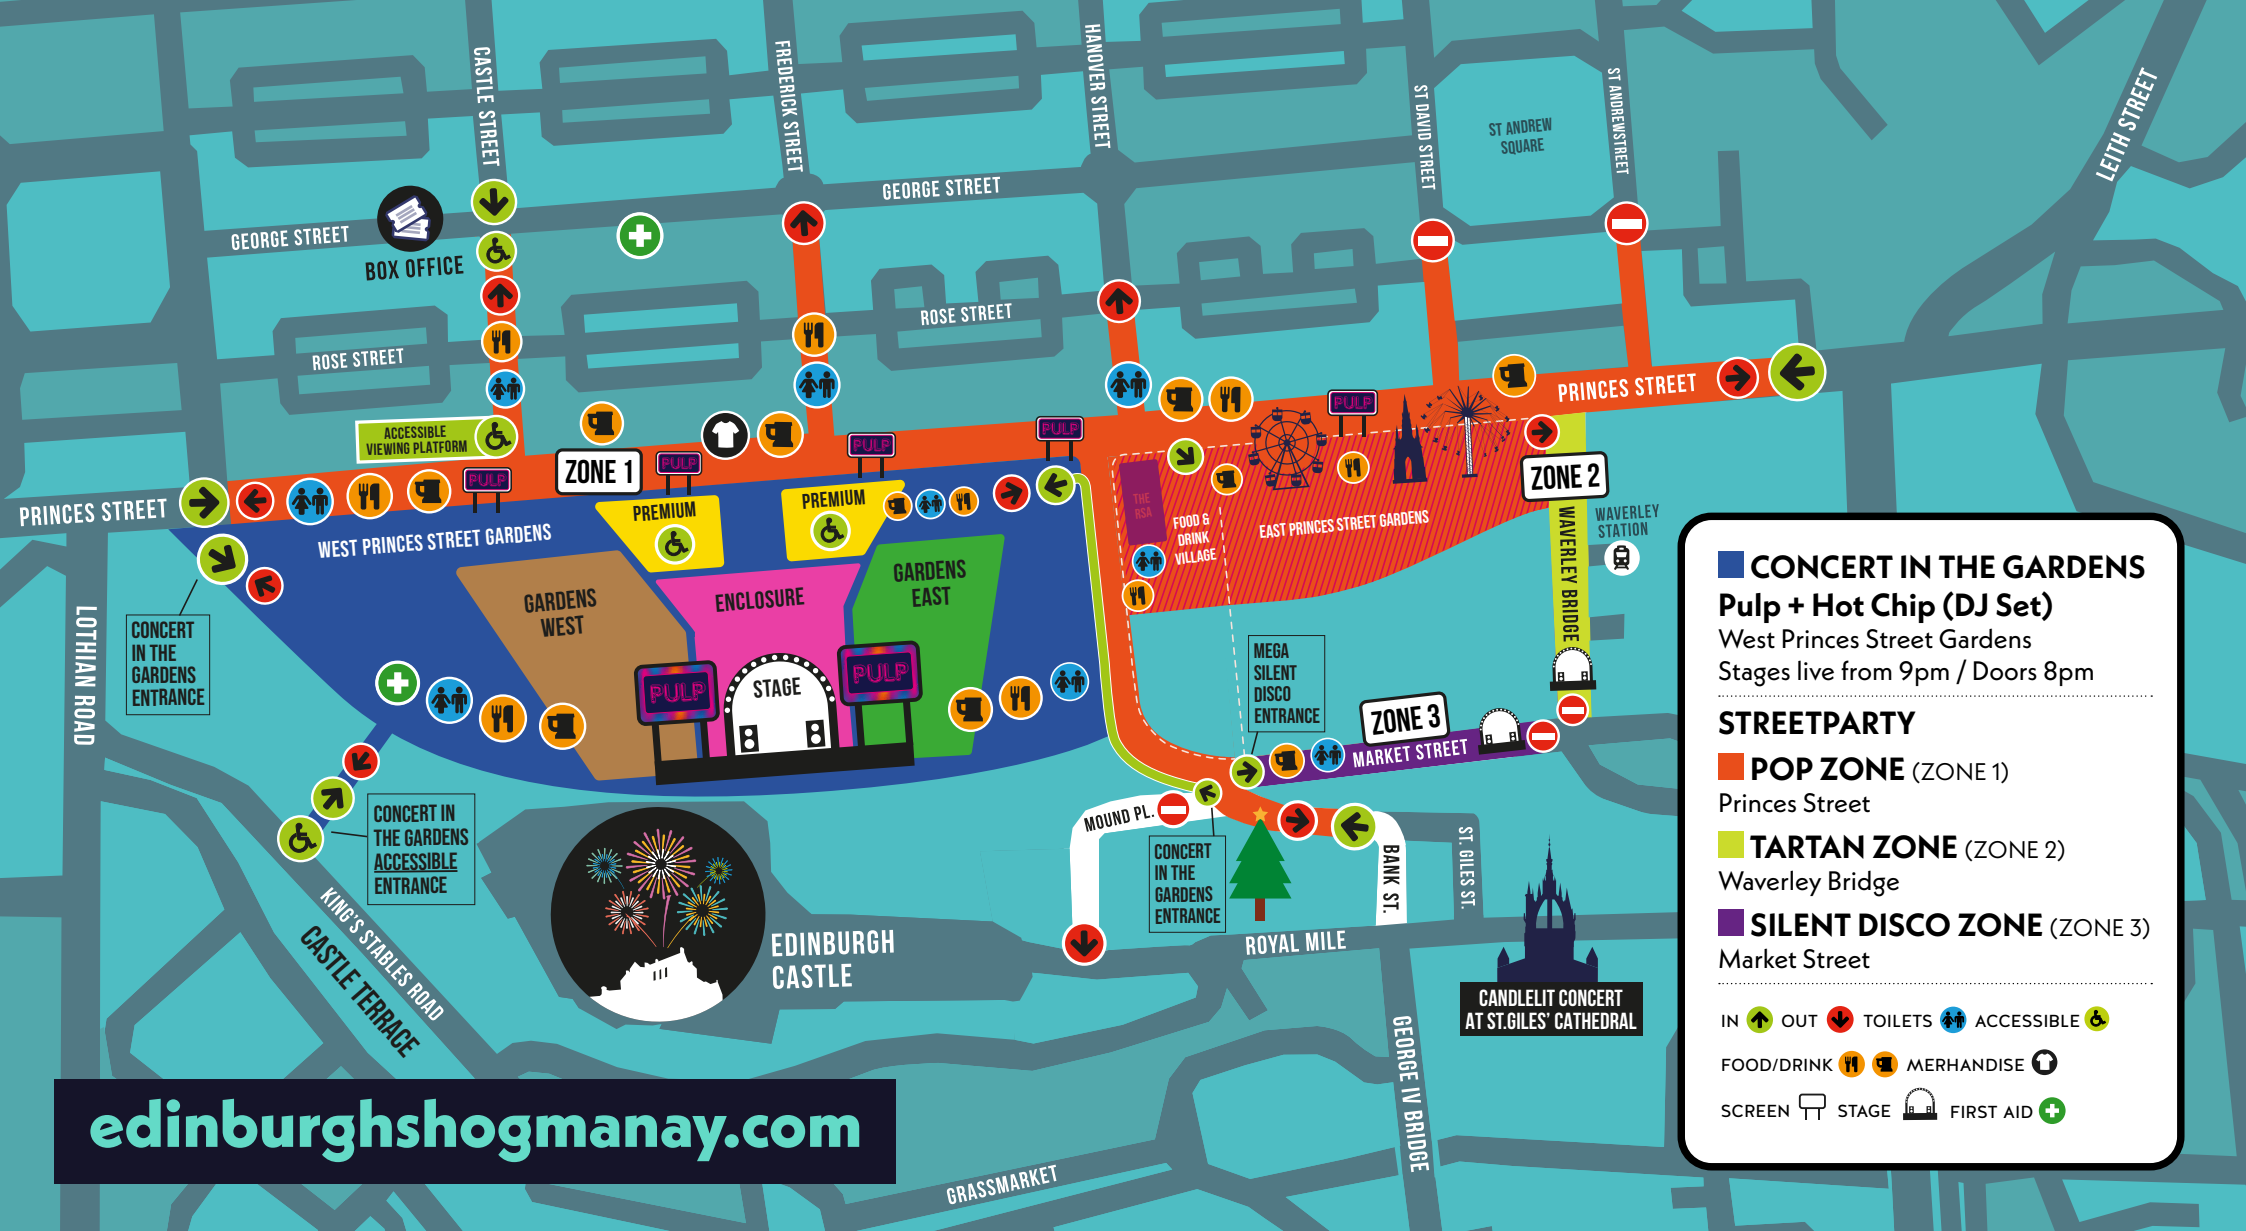 CASTLE STREET
FREDERICK STREET
HANOVER STREET
ST DAVID STREET
ST ANDREW
SQUARE
ST ANDREWSTREET
LEITH STREET
GEORGE STREET
GEORGE STREET
BOX OFFICE
ROSE STREET
ROSE STREET
ACCESSIBLE
VIEWING PLATFORM
PULP
ZONE 1
PULP
PULP
PULP
PULP
PRINCES STREET
PRINCES STREET
ZONE 2
WEST PRINCES STREET GARDENS
PREMIUM
PREMIUM
THE
RSA
FOOD &
DRINK
VILLAGE
EAST PRINCES STREET GARDENS
WAVERLEY
STATION
WAVERLEY BRIDGE
GARDENS
WEST
ENCLOSURE
GARDENS
EAST
PULP
STAGE
PULP
LOTHIAN ROAD
CONCERT
IN THE
GARDENS
ENTRANCE
MEGA
SILENT
DISCO
ENTRANCE
ZONE 3
MARKET STREET
CONCERT IN
THE GARDENS
ACCESSIBLE
ENTRANCE
MOUND PL.
CONCERT
IN THE
GARDENS
ENTRANCE
BANK ST.
ST. GILES ST.
KING'S STABLES ROAD
CASTLE TERRACE
EDINBURGH
CASTLE
ROYAL MILE
CANDLELIT CONCERT
AT ST.GILES' CATHEDRAL
GEORGE IV BRIDGE
GRASSMARKET
edinburghshogmanay.com
CONCERT IN THE GARDENS
Pulp + Hot Chip (DJ Set)
West Princes Street Gardens
Stages live from 9pm / Doors 8pm
STREETPARTY
POP ZONE (ZONE 1)
Princes Street
TARTAN ZONE (ZONE 2)
Waverley Bridge
SILENT DISCO ZONE (ZONE 3)
Market Street
IN OUT TOILETS ACCESSIBLE
FOOD/DRINK MERHANDISE
SCREEN STAGE FIRST AID